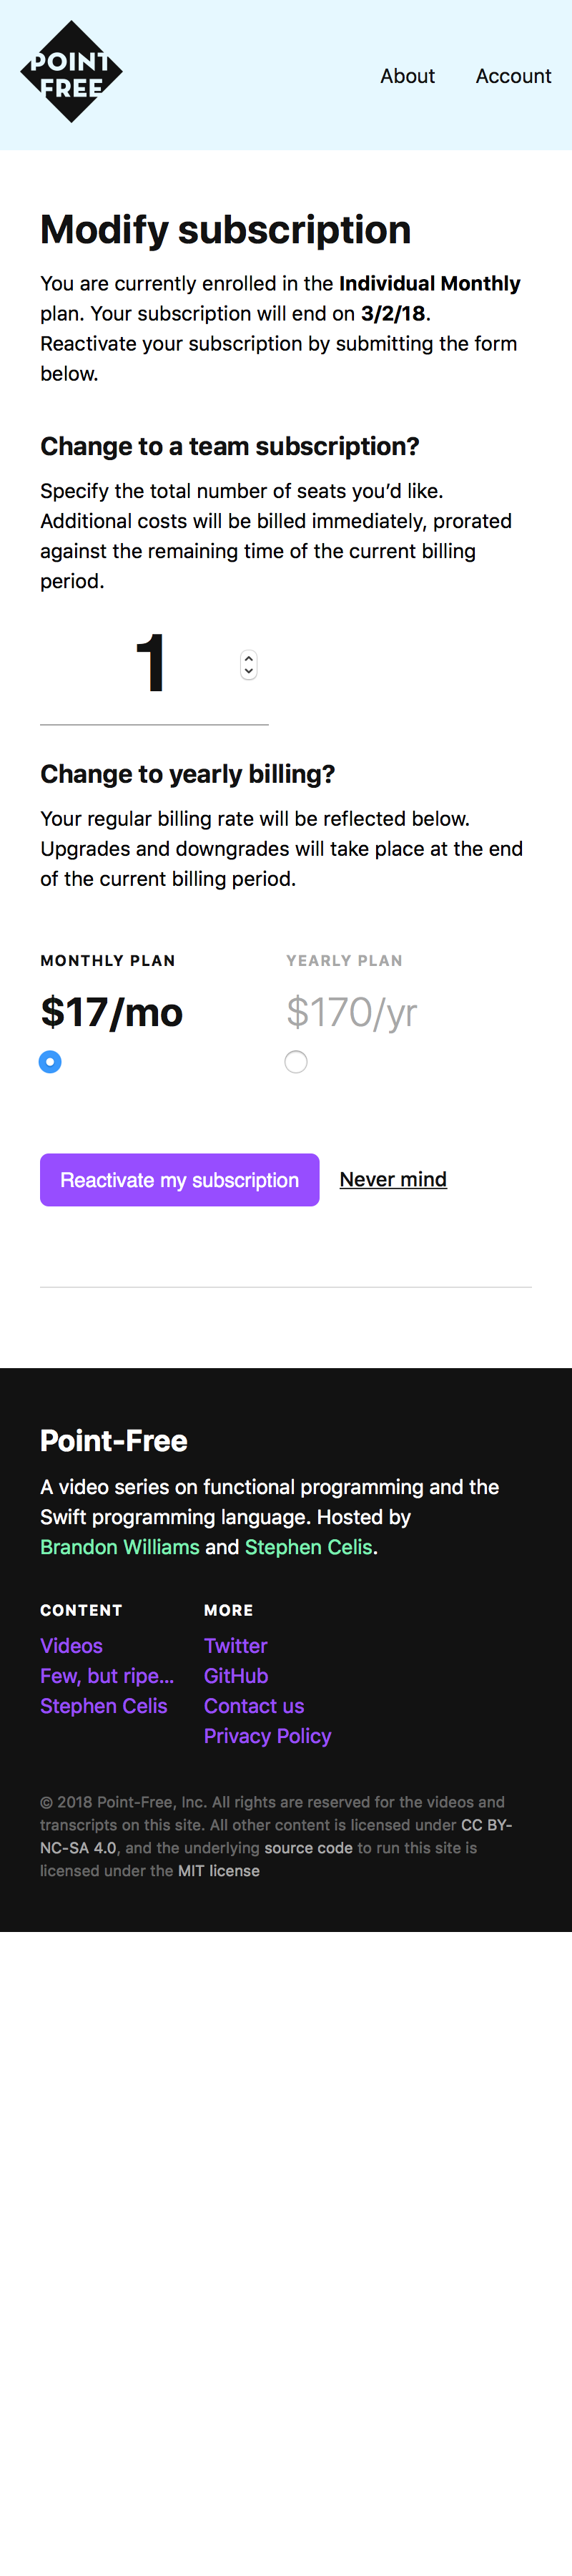 POINT
FREE
About Account
Modify subscription
You are currently enrolled in the Individual Monthly
plan. Your subscription will end on 3/2/18.
Reactivate your subscription by submitting the form
below.
Change to a team subscription?
Specify the total number of seats you’d like.
Additional costs will be billed immediately, prorated
against the remaining time of the current billing
period.
1
Change to yearly billing?
Your regular billing rate will be reflected below.
Upgrades and downgrades will take place at the end
of the current billing period.
MONTHLY PLAN YEARLY PLAN
$17/mo $170/yr
Reactivate my subscription Never mind
Point-Free
A video series on functional programming and the
Swift programming language. Hosted by
Brandon Williams and Stephen Celis.
CONTENT MORE
Videos Twitter
Few, but ripe… GitHub
Stephen Celis Contact us
Privacy Policy
© 2018 Point-Free, Inc. All rights are reserved for the videos and
transcripts on this site. All other content is licensed under CC BY-
NC-SA 4.0, and the underlying source code to run this site is
licensed under the MIT license